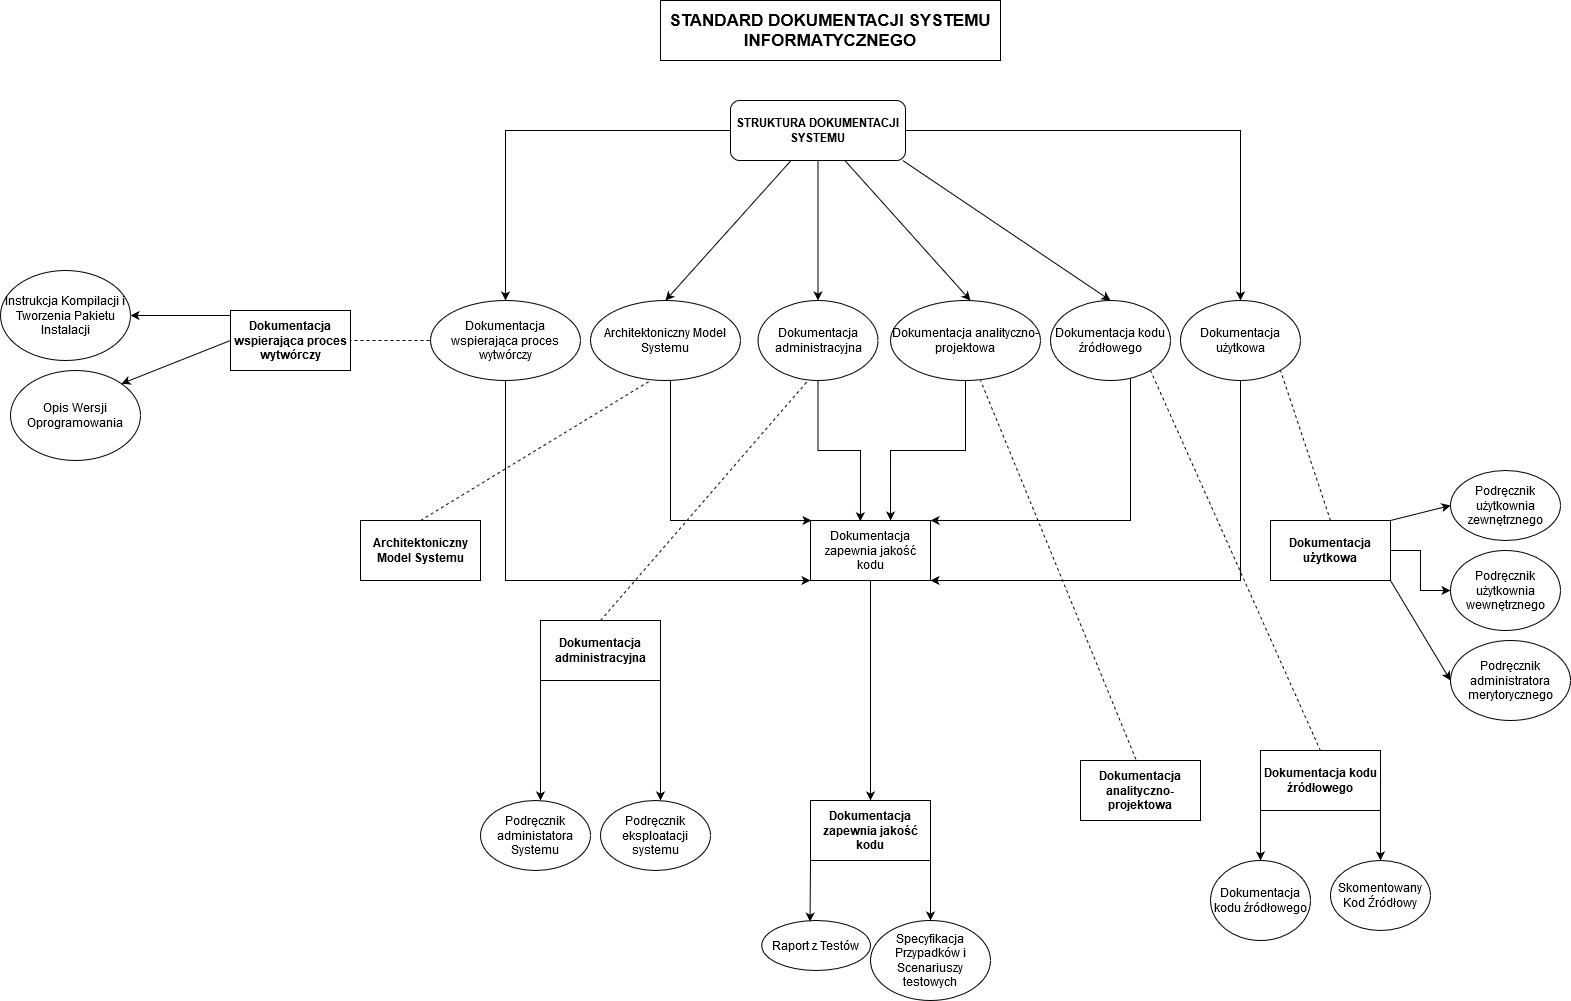 STANDARD DOKUMENTACJI SYSTEMU
INFORMATYCZNEGO
STRUKTURA DOKUMENTACJI
SYSTEMU
Instrukcja Kompilacji i
Tworzenia Pakietu
Instalacji
Opis Wersji
Oprogramowania
Dokumentacja
wspierająca proces
wytwórczy
Dokumentacja
wspierająca proces
wytwórczy
Architektoniczny Model
Systemu
Dokumentacja
administracyjna
Dokumentacja analityczno-
projektowa
Dokumentacja kodu
źródłowego
Dokumentacja
użytkowa
Architektoniczny
Model Systemu
Dokumentacja
zapewnia jakość
kodu
Dokumentacja
użytkowa
Podręcznik
użytkownia
zewnętrznego
Podręcznik
użytkownia
wewnętrznego
Podręcznik
administratora
merytorycznego
Dokumentacja
administracyjna
Podręcznik
administatora
Systemu
Podręcznik
eksploatacji
systemu
Dokumentacja
zapewnia jakość
kodu
Raport z Testów
Specyfikacja
Przypadków i
Scenariuszy
testowych
Dokumentacja
analityczno-
projektowa
Dokumentacja kodu
źródłowego
Dokumentacja
kodu źródłowego
Skomentowany
Kod Źródłowy